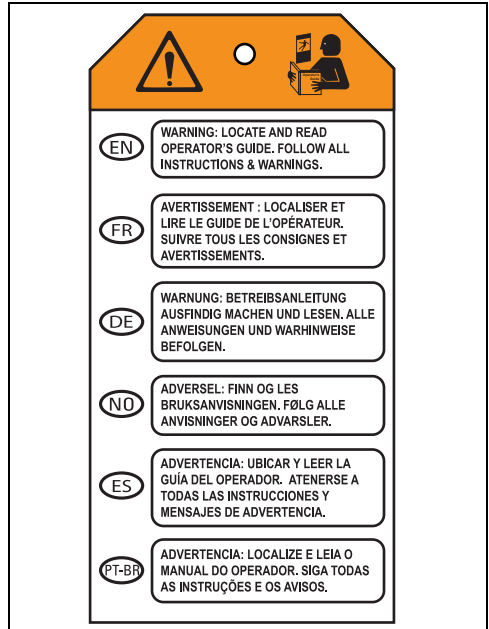 EN
WARNING: LOCATE AND READ
OPERATOR'S GUIDE. FOLLOW ALL
INSTRUCTIONS & WARNINGS.
FR
AVERTISSEMENT : LOCALISER ET
LIRE LE GUIDE DE L'OPÉRATEUR.
SUIVRE TOUS LES CONSIGNES ET
AVERTISSEMENTS.
DE
WARNUNG: BETREIBSANLEITUNG
AUSFINDIG MACHEN UND LESEN. ALLE
ANWEISUNGEN UND WARHINWEISE
BEFOLGEN.
NO
ADVERSEL: FINN OG LES
BRUKSANVISNINGEN. FØLG ALLE
ANVISNINGER OG ADVARSLER.
ES
ADVERTENCIA: UBICAR Y LEER LA
GUÍA DEL OPERADOR. ATENERSE A
TODAS LAS INSTRUCCIONES Y
MENSAJES DE ADVERTENCIA.
PT-BR
ADVERTENCIA: LOCALIZE E LEIA O
MANUAL DO OPERADOR. SIGA TODAS
AS INSTRUÇÕES E OS AVISOS.